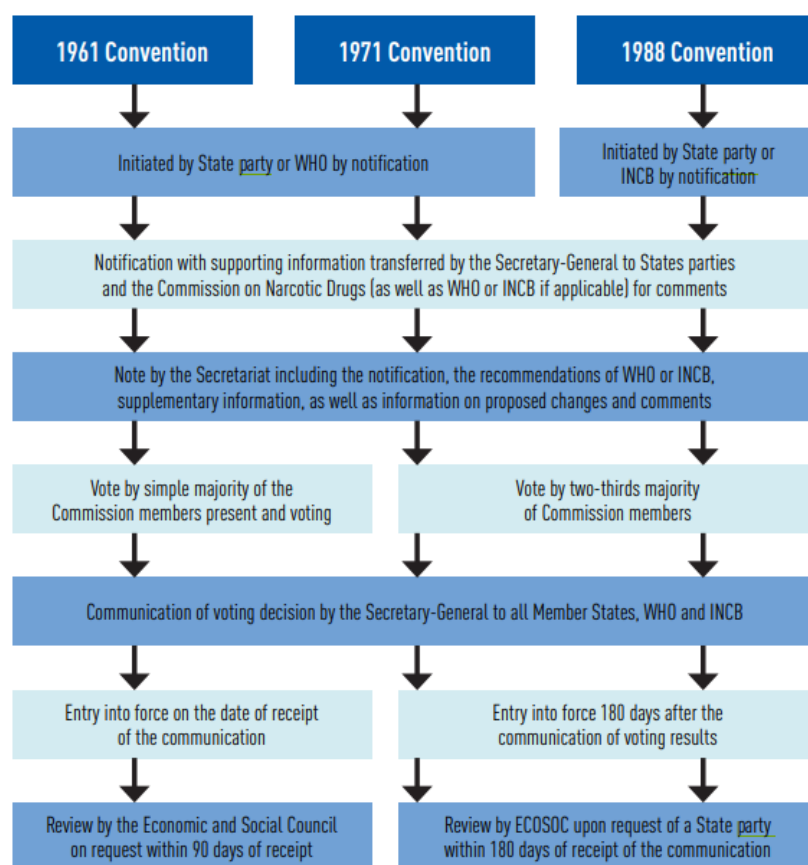 1961 Convention
1971 Convention
1988 Convention
Initiated by State party or WHO by notification
Initiated by State party or
INCB by notification
Notification with supporting information transferred by the Secretary-General to States parties
and the Commission on Narcotic Drugs (as well as WHO or INCB if applicable) for comments
Note by the Secretariat including the notification, the recommendations of WHO or INCB,
supplementary information, as well as information on proposed changes and comments
Vote by simple majority of the
Commission members present and voting
Vote by two-thirds majority
of Commission members
Communication of voting decision by the Secretary-General to all Member States, WHO and INCB
Entry into force on the date of receipt
of the communication
Entry into force 180 days after the
communication of voting results
Review by the Economic and Social Council
on request within 90 days of receipt
Review by ECOSOC upon request of a State party
within 180 days of receipt of the communication